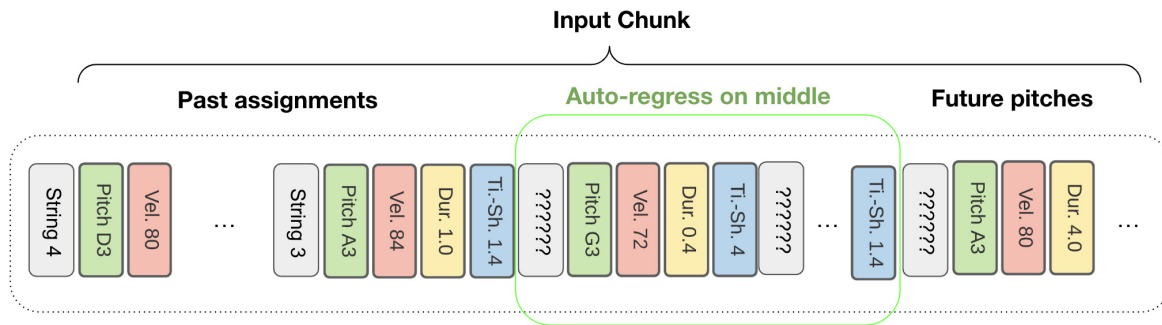 Input Chunk
Past assignments
Auto-regress on middle
Future pitches
String 4
Pitch D3
Vel. 80
...
String 3
Pitch A3
Vel. 84
Dur. 1.0
Ti.-Sh. 1.4
??????
Pitch G3
Vel. 72
Dur. 0.4
Ti.-Sh. 4
??????
...
Ti.-Sh. 1.4
??????
Pitch A3
Vel. 80
Dur. 4.0
...